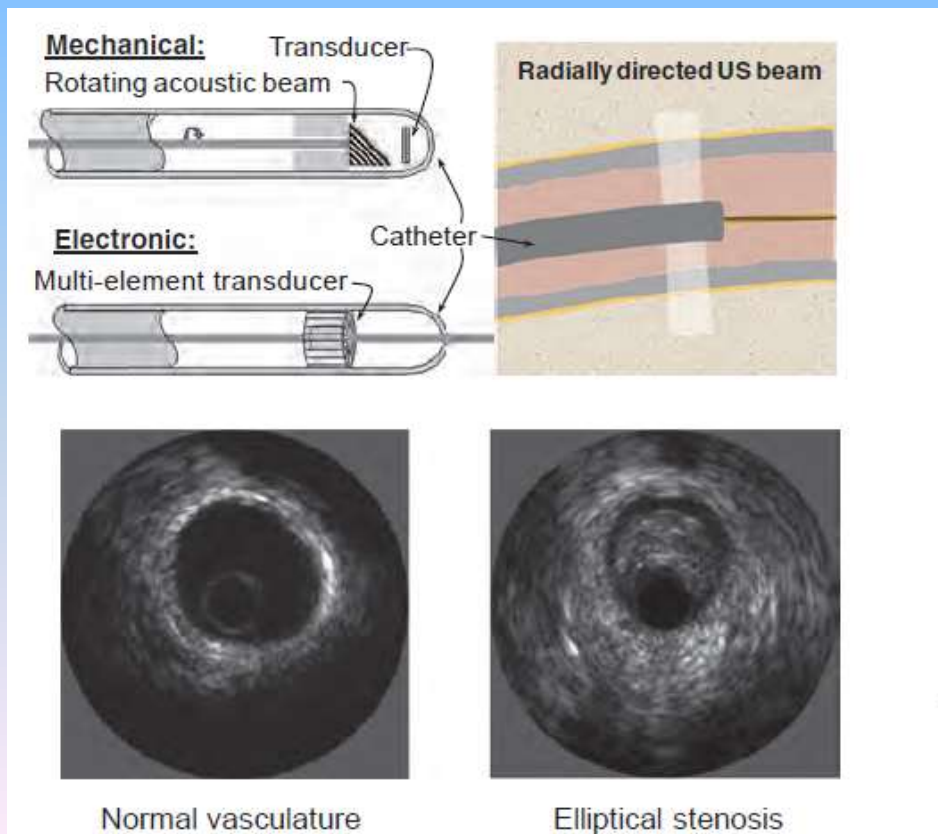 Mechanical:
Transducer
Rotating acoustic beam
Radially directed US beam
Electronic:
Catheter
Multi-element transducer
Normal vasculature
Elliptical stenosis